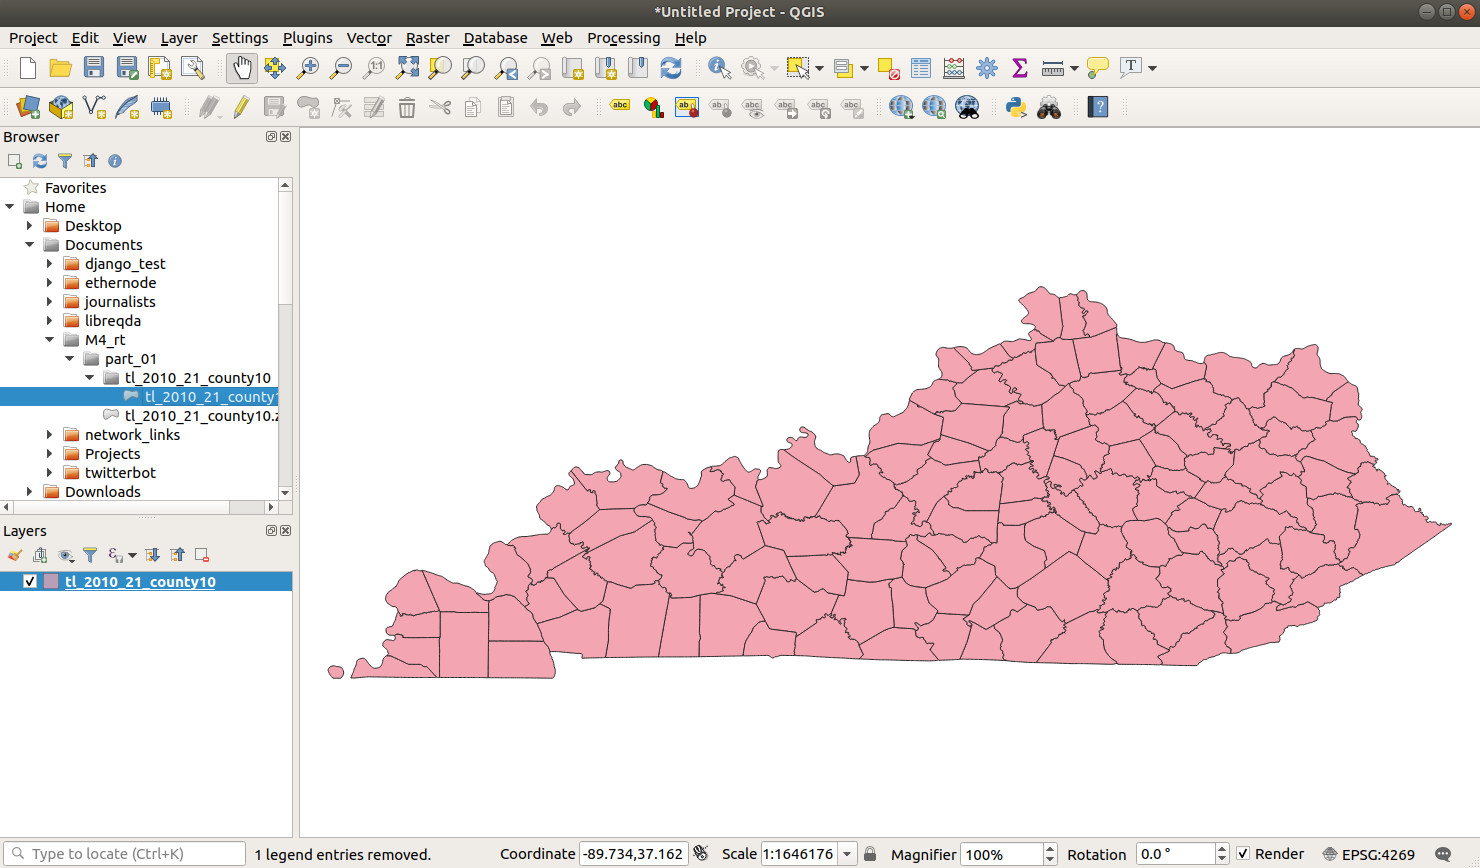 *Untitled Project - QGIS
Project Edit View Layer Settings Plugins Vector Raster Database Web Processing Help
Browser
Favorites
Home
Desktop
Documents
django_test
ethernode
journalists
libreqda
M4_rt
part_01
tl_2010_21_county10
tl_2010_21_county1
tl_2010_21_county10.z
network_links
Projects
twitterbot
Downloads
Layers
tl_2010_21_county10
Type to locate (Ctrl+K) 1 legend entries removed. Coordinate -89.734,37.162 Scale 1:1646176 Magnifier 100% Rotation 0.0 ° Render EPSG:4269